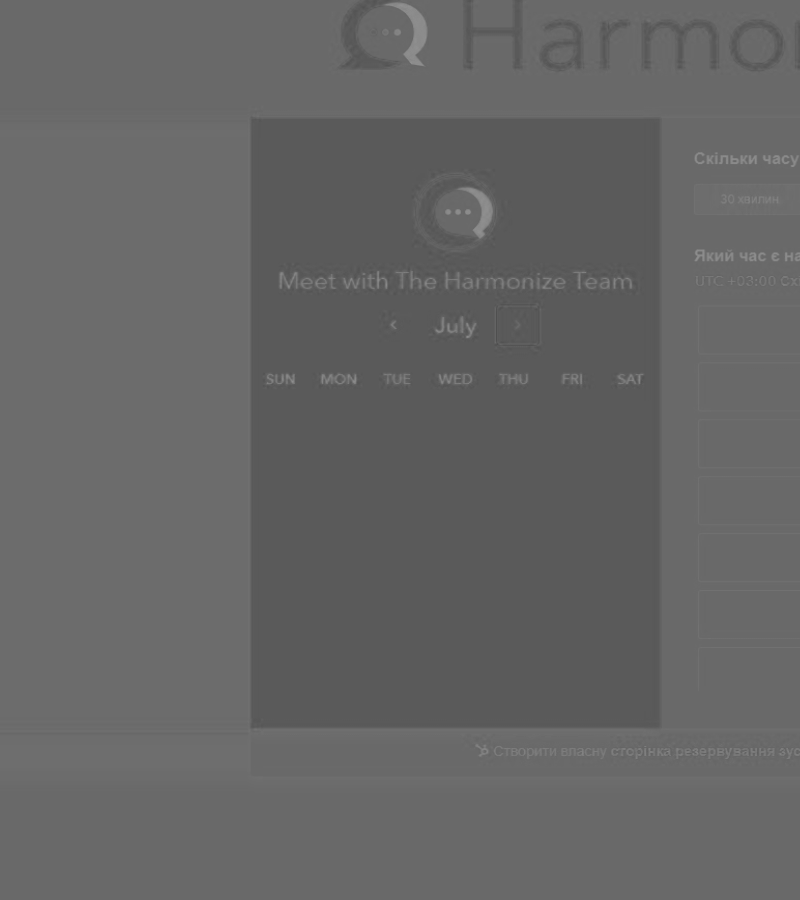 Harmon
Meet with The Harmonize Team
July
SUN MON TUE WED THU FRI SAT
Скільки часу
30 хвилин
Який час є на
UTC +03:00 Сх
Створити власну сторінка резервування зус